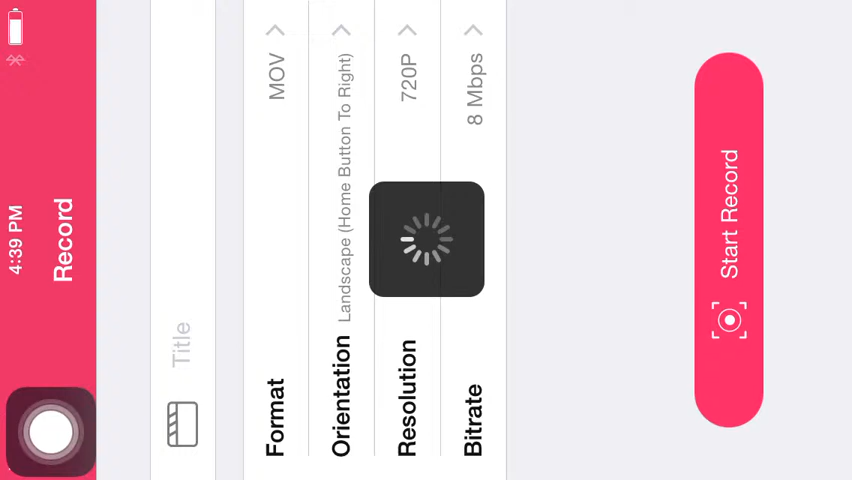 4:39 PM
Record
Title
Format MOV
Orientation Landscape (Home Button To Right)
Resolution 720P
Bitrate 8 Mbps
Start Record